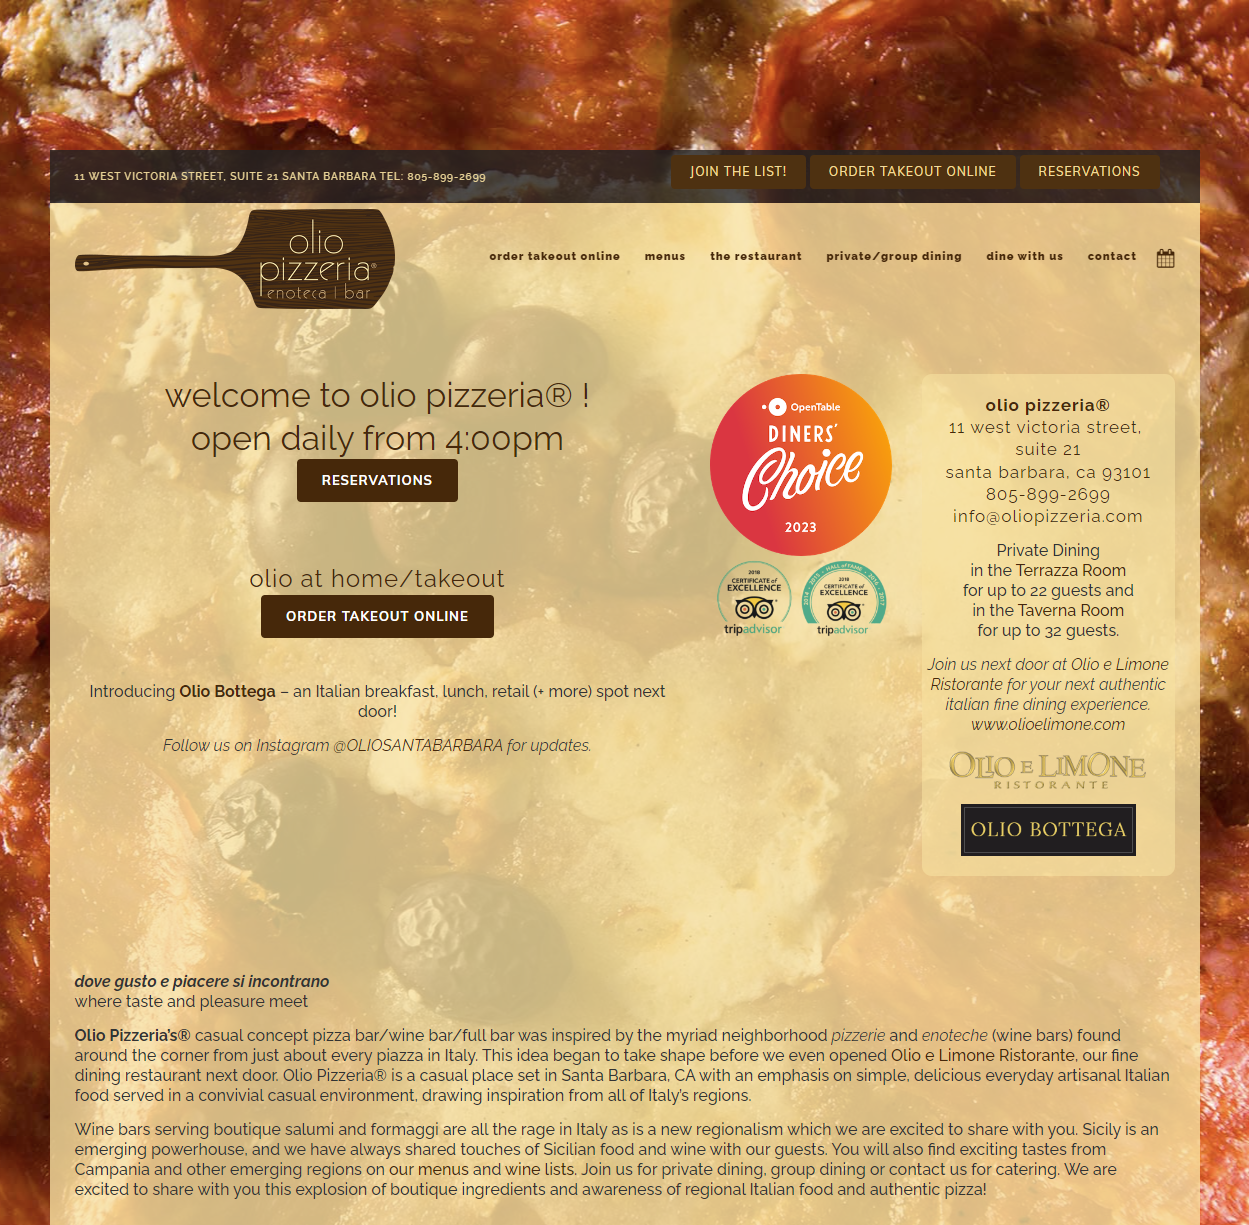 11 WEST VICTORIA STREET, SUITE 21 SANTA BARBARA TEL: 805-899-2699
JOIN THE LIST!
ORDER TAKEOUT ONLINE
RESERVATIONS
olio
pizzeria®
enoteca | bar
order takeout online
menus
the restaurant
private/group dining
dine with us
contact
welcome to olio pizzeria® !
open daily from 4:00pm
RESERVATIONS
olio at home/takeout
ORDER TAKEOUT ONLINE
Introducing Olio Bottega – an Italian breakfast, lunch, retail (+ more) spot next
door!
Follow us on Instagram @OLIOSANTABARBARA for updates.
OpenTable
DINERS'
Choice
2023
2018
CERTIFICATE of
EXCELLENCE
tripadvisor
2014 • 2015 • HALL of FAME • 2016 • 2017
2018
CERTIFICATE of
EXCELLENCE
tripadvisor
olio pizzeria®
11 west victoria street,
suite 21
santa barbara, ca 93101
805-899-2699
info@oliopizzeria.com
Private Dining
in the Terrazza Room
for up to 22 guests and
in the Taverna Room
for up to 32 guests.
Join us next door at Olio e Limone
Ristorante for your next authentic
italian fine dining experience.
www.olioelimone.com
OLIO E LIMONE
RISTORANTE
OLIO BOTTEGA
dove gusto e piacere si incontrano
where taste and pleasure meet
Olio Pizzeria's® casual concept pizza bar/wine bar/full bar was inspired by the myriad neighborhood pizzerie and enoteche (wine bars) found
around the corner from just about every piazza in Italy. This idea began to take shape before we even opened Olio e Limone Ristorante, our fine
dining restaurant next door. Olio Pizzeria® is a casual place set in Santa Barbara, CA with an emphasis on simple, delicious everyday artisanal Italian
food served in a convivial casual environment, drawing inspiration from all of Italy's regions.
Wine bars serving boutique salumi and formaggi are all the rage in Italy as is a new regionalism which we are excited to share with you. Sicily is an
emerging powerhouse, and we have always shared touches of Sicilian food and wine with our guests. You will also find exciting tastes from
Campania and other emerging regions on our menus and wine lists. Join us for private dining, group dining or contact us for catering. We are
excited to share with you this explosion of boutique ingredients and awareness of regional Italian food and authentic pizza!